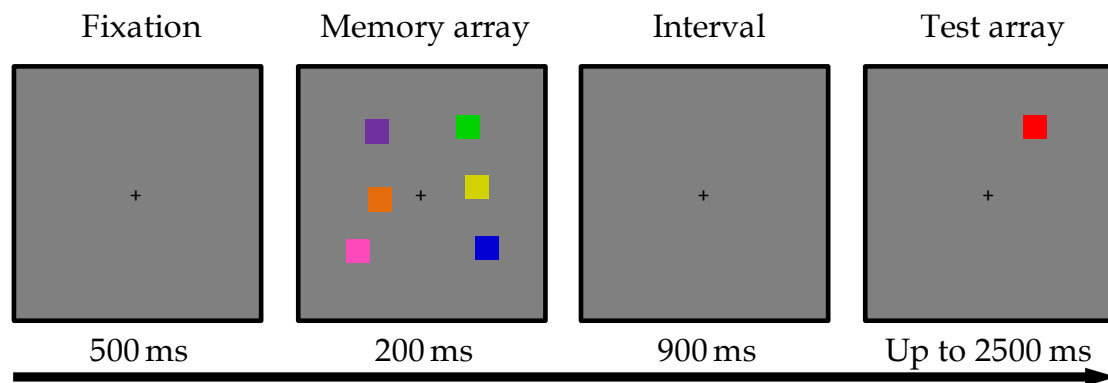 Fixation
Memory array
Interval
Test array
500 ms
200 ms
900 ms
Up to 2500 ms